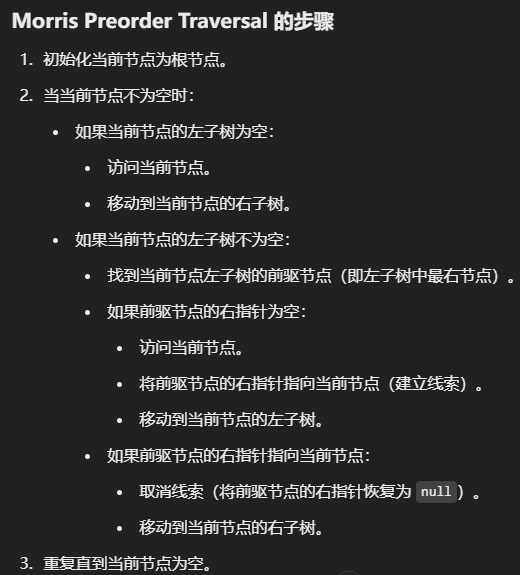 Morris Preorder Traversal 的步骤
1. 初始化当前节点为根节点。
2. 当当前节点不为空时：
• 如果当前节点的左子树为空：
• 访问当前节点。
• 移动到当前节点的右子树。
• 如果当前节点的左子树不为空：
• 找到当前节点左子树的前驱节点（即左子树中最右节点）。
• 如果前驱节点的右指针为空：
• 访问当前节点。
• 将前驱节点的右指针指向当前节点（建立线索）。
• 移动到当前节点的左子树。
• 如果前驱节点的右指针指向当前节点：
• 取消线索（将前驱节点的右指针恢复为 null）。
• 移动到当前节点的右子树。
3. 重复直到当前节点为空。